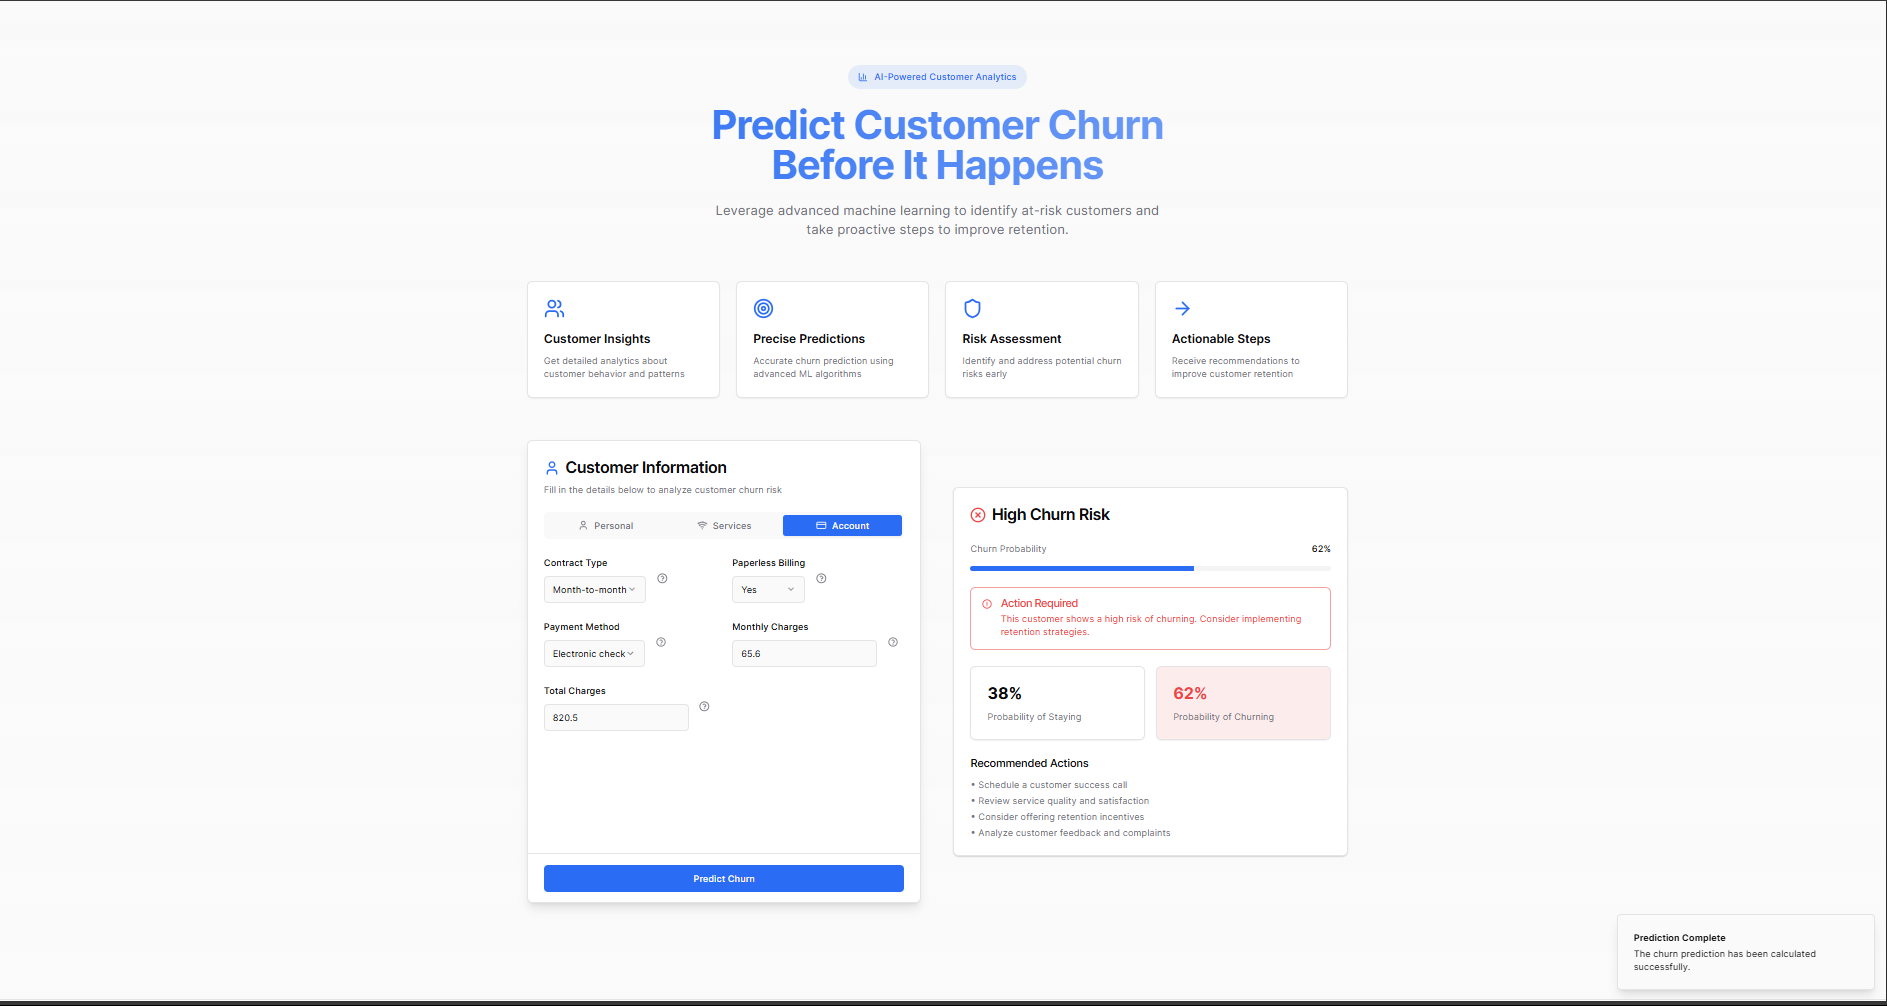 AI-Powered Customer Analytics
Predict Customer Churn
Before It Happens
Leverage advanced machine learning to identify at-risk customers and
take proactive steps to improve retention.
Customer Insights
Get detailed analytics about
customer behavior and patterns
Precise Predictions
Accurate churn prediction using
advanced ML algorithms
Risk Assessment
Identify and address potential churn
risks early
Actionable Steps
Receive recommendations to
improve customer retention
Customer Information
Fill in the details below to analyze customer churn risk
Personal
Services
Account
Contract Type
Month-to-month
Paperless Billing
Yes
Payment Method
Electronic check
Monthly Charges
65.6
Total Charges
820.5
Predict Churn
High Churn Risk
Churn Probability
62%
Action Required
This customer shows a high risk of churning. Consider implementing
retention strategies.
38%
Probability of Staying
62%
Probability of Churning
Recommended Actions
• Schedule a customer success call
• Review service quality and satisfaction
• Consider offering retention incentives
• Analyze customer feedback and complaints
Prediction Complete
The churn prediction has been calculated
successfully.